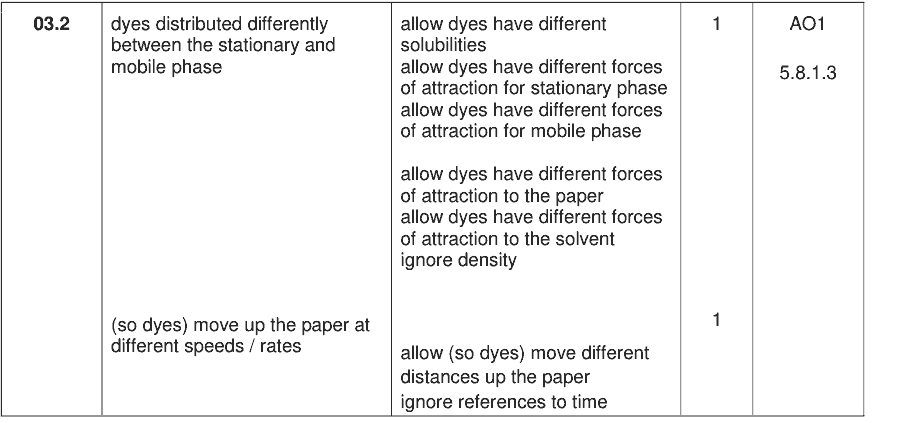 03.2
dyes distributed differently
between the stationary and
mobile phase
allow dyes have different
solubilities
allow dyes have different forces
of attraction for stationary phase
allow dyes have different forces
of attraction for mobile phase
allow dyes have different forces
of attraction to the paper
allow dyes have different forces
of attraction to the solvent
ignore density
1
AO1
5.8.1.3
(so dyes) move up the paper at
different speeds / rates
allow (so dyes) move different
distances up the paper
ignore references to time
1